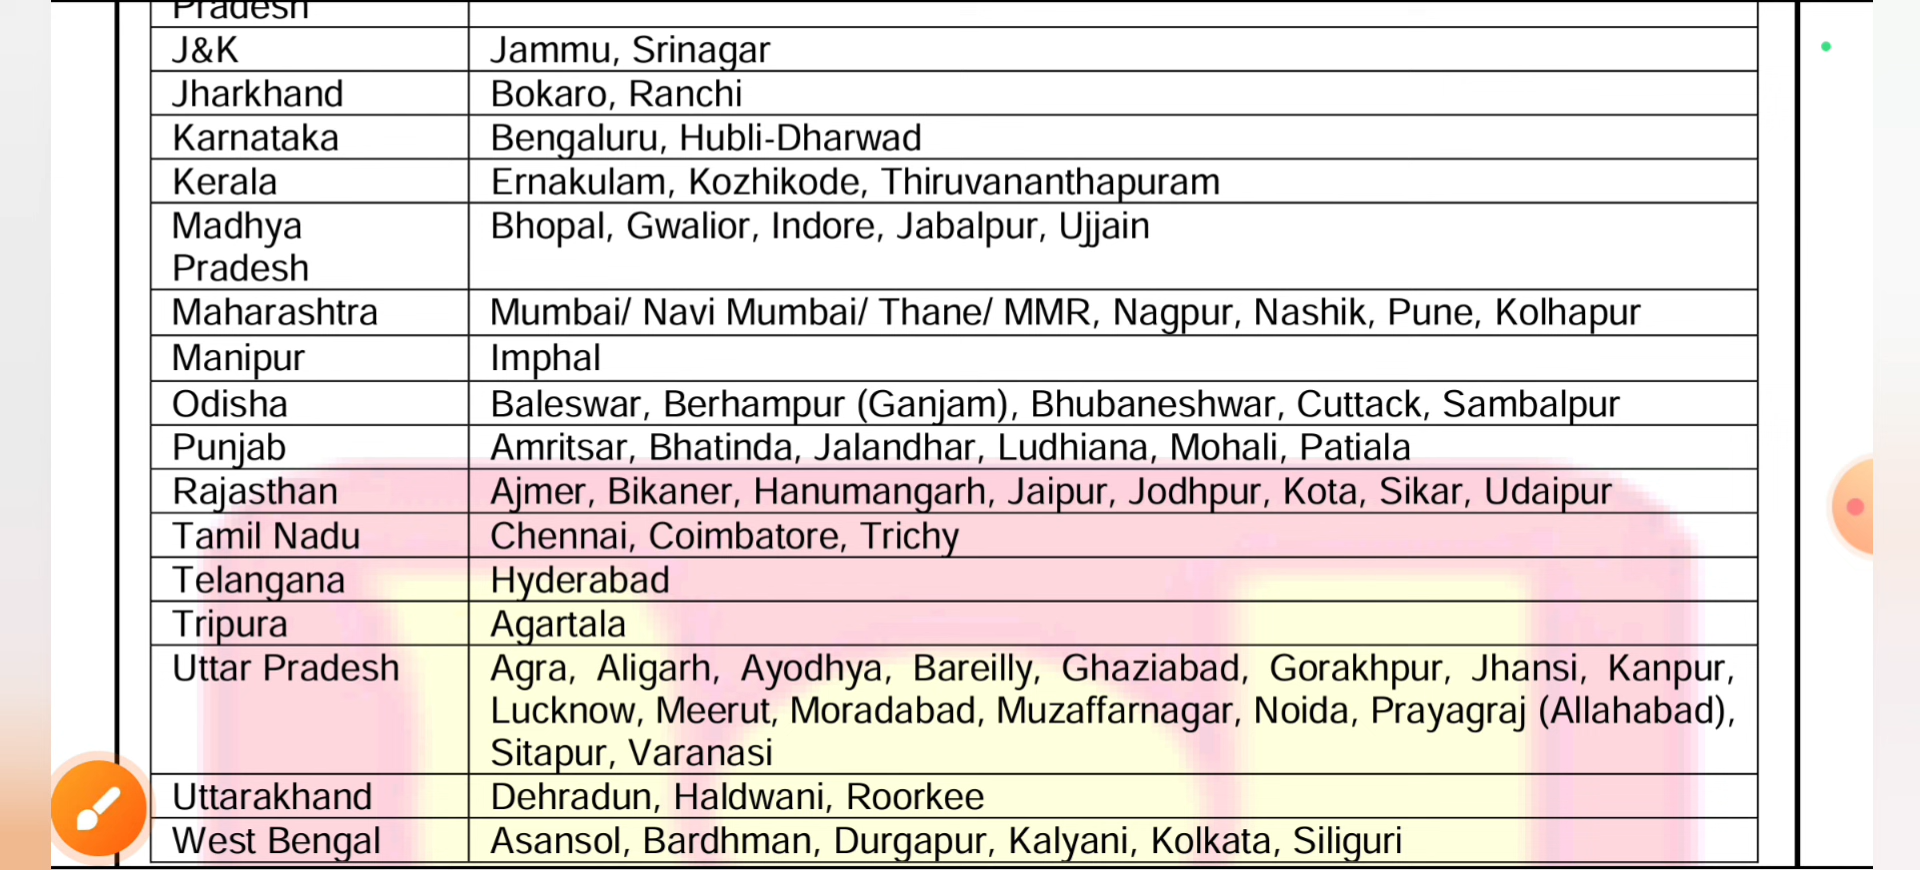 Pradesh
J&K Jammu, Srinagar
Jharkhand Bokaro, Ranchi
Karnataka Bengaluru, Hubli-Dharwad
Kerala Ernakulam, Kozhikode, Thiruvananthapuram
Madhya Bhopal, Gwalior, Indore, Jabalpur, Ujjain
Pradesh
Maharashtra Mumbai/ Navi Mumbai/ Thane/ MMR, Nagpur, Nashik, Pune, Kolhapur
Manipur Imphal
Odisha Baleswar, Berhampur (Ganjam), Bhubaneshwar, Cuttack, Sambalpur
Punjab Amritsar, Bhatinda, Jalandhar, Ludhiana, Mohali, Patiala
Rajasthan Ajmer, Bikaner, Hanumangarh, Jaipur, Jodhpur, Kota, Sikar, Udaipur
Tamil Nadu Chennai, Coimbatore, Trichy
Telangana Hyderabad
Tripura Agartala
Uttar Pradesh Agra, Aligarh, Ayodhya, Bareilly, Ghaziabad, Gorakhpur, Jhansi, Kanpur,
Lucknow, Meerut, Moradabad, Muzaffarnagar, Noida, Prayagraj (Allahabad),
Sitapur, Varanasi
Uttarakhand Dehradun, Haldwani, Roorkee
West Bengal Asansol, Bardhman, Durgapur, Kalyani, Kolkata, Siliguri